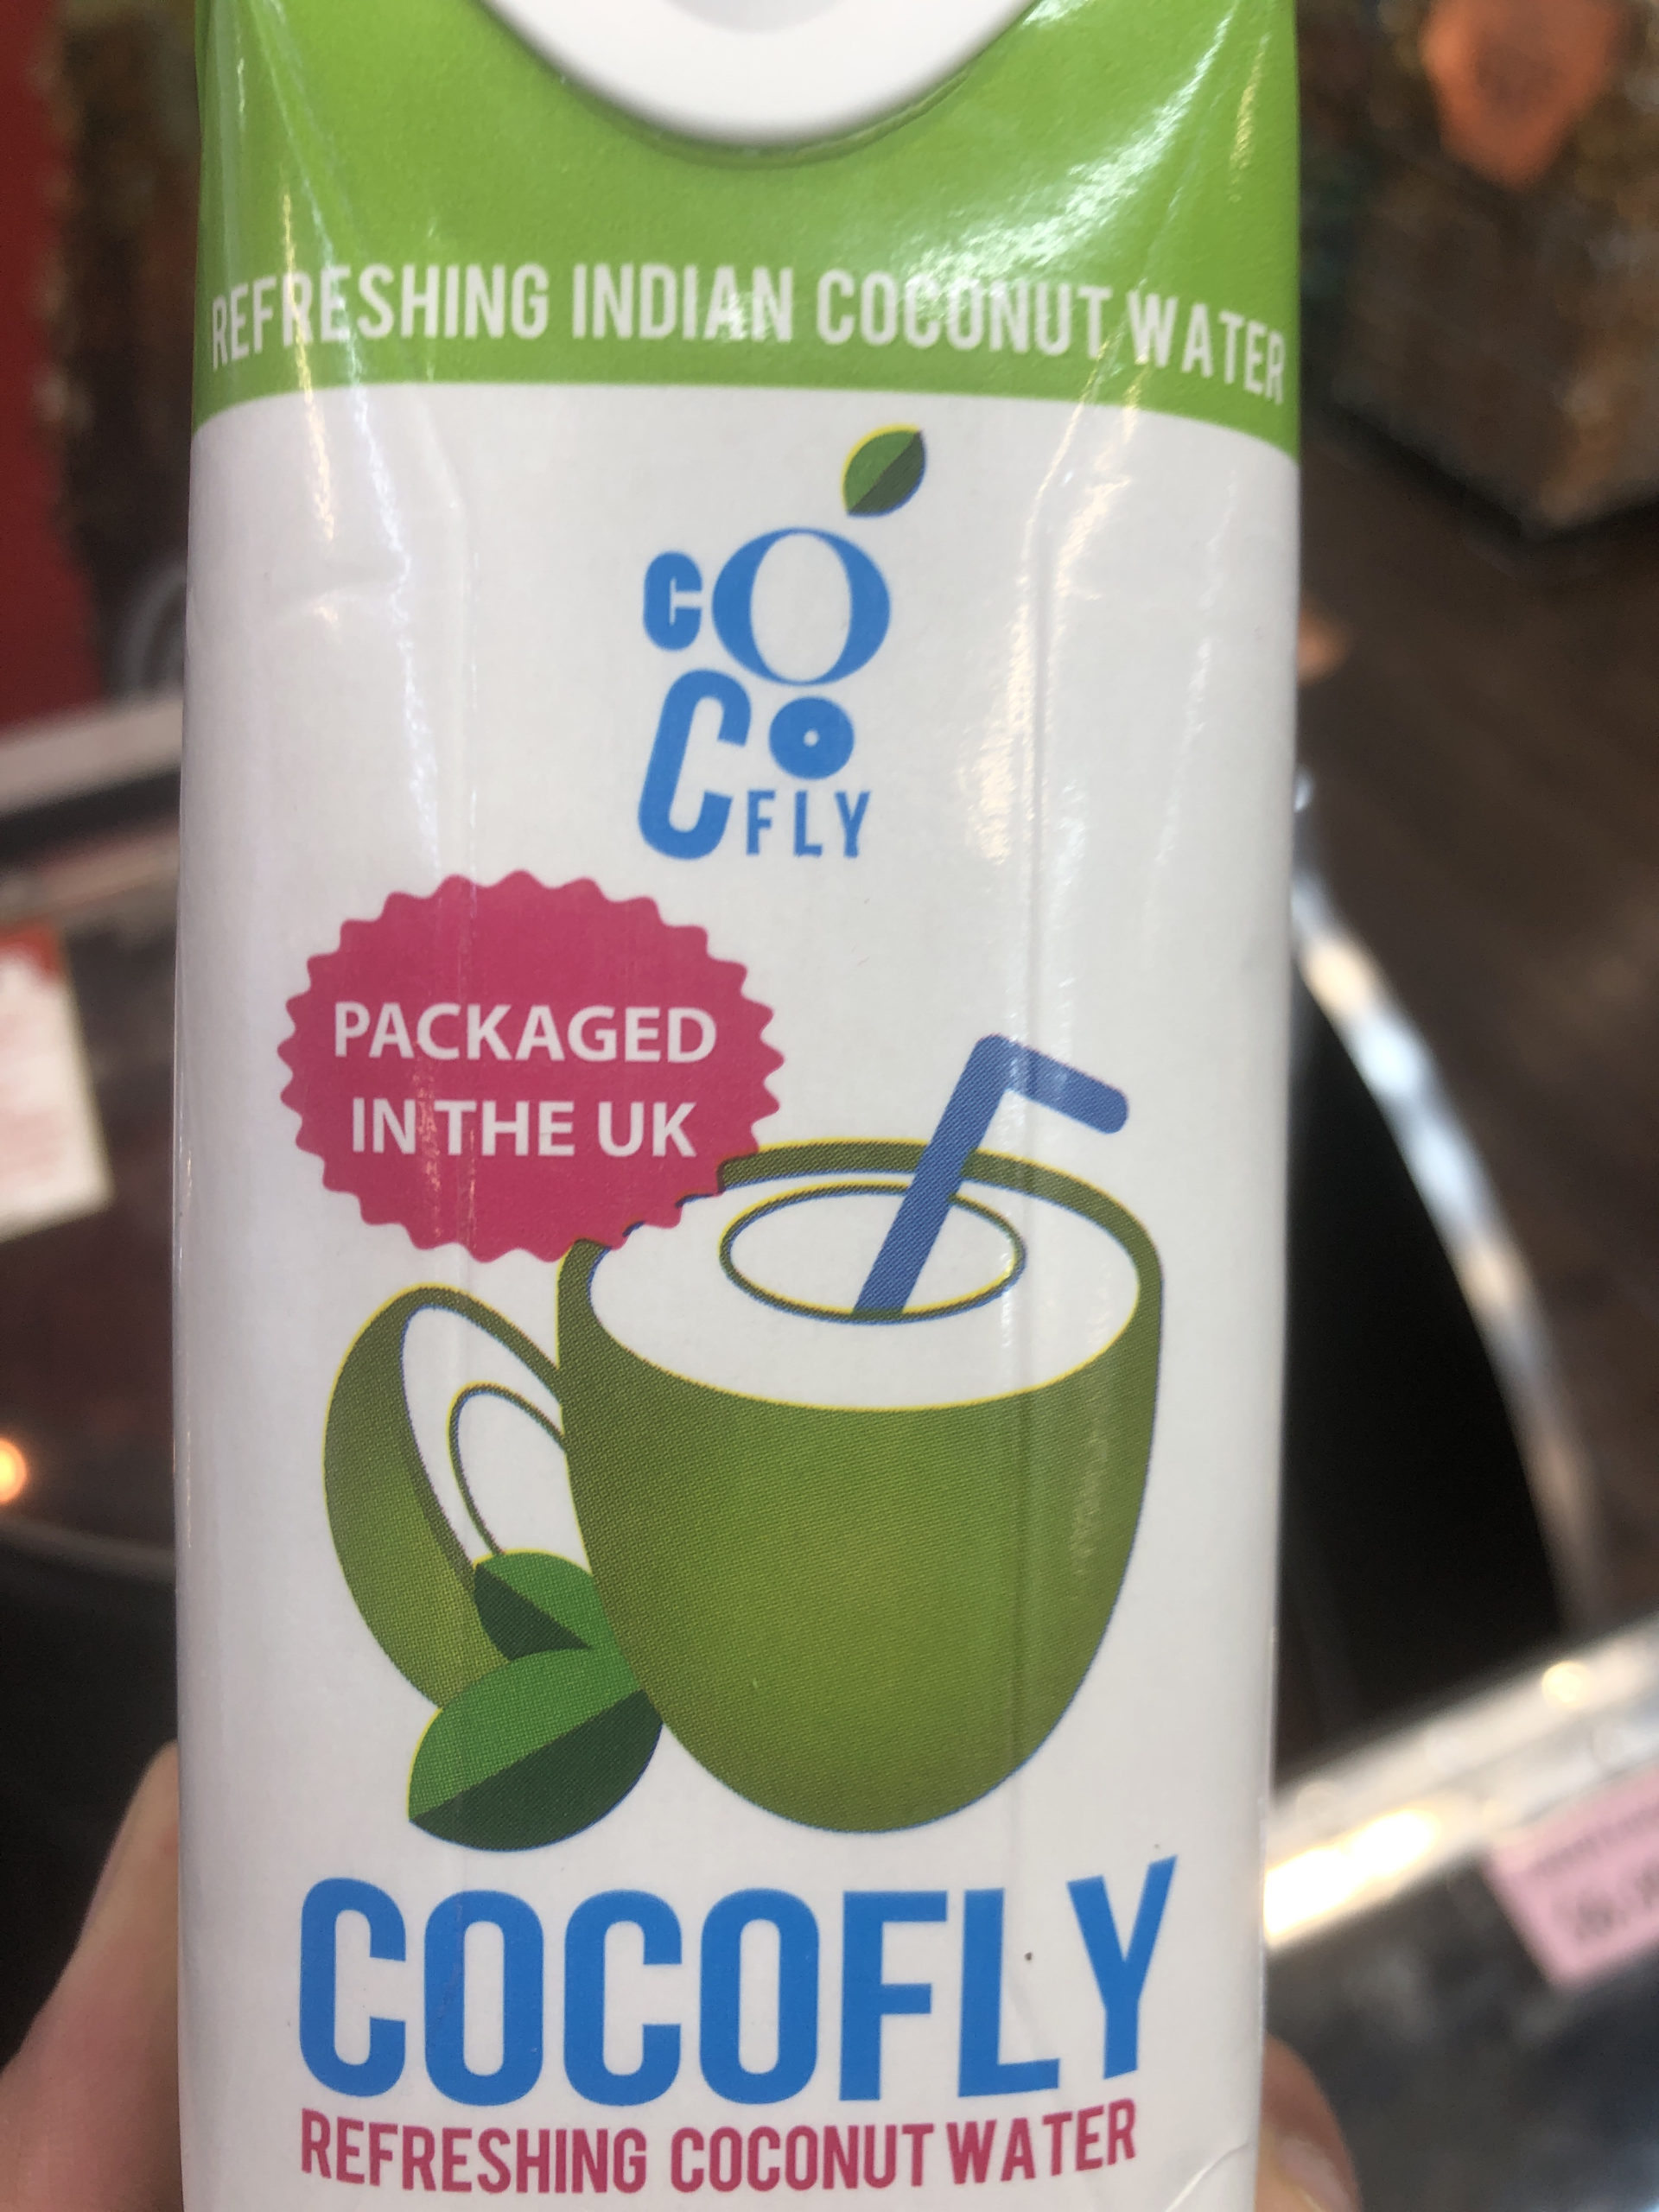 REFRESHING INDIAN COCONUT WATER
CO
CO
FLY
PACKAGED
IN THE UK
COCOFLY
REFRESHING COCONUT WATER